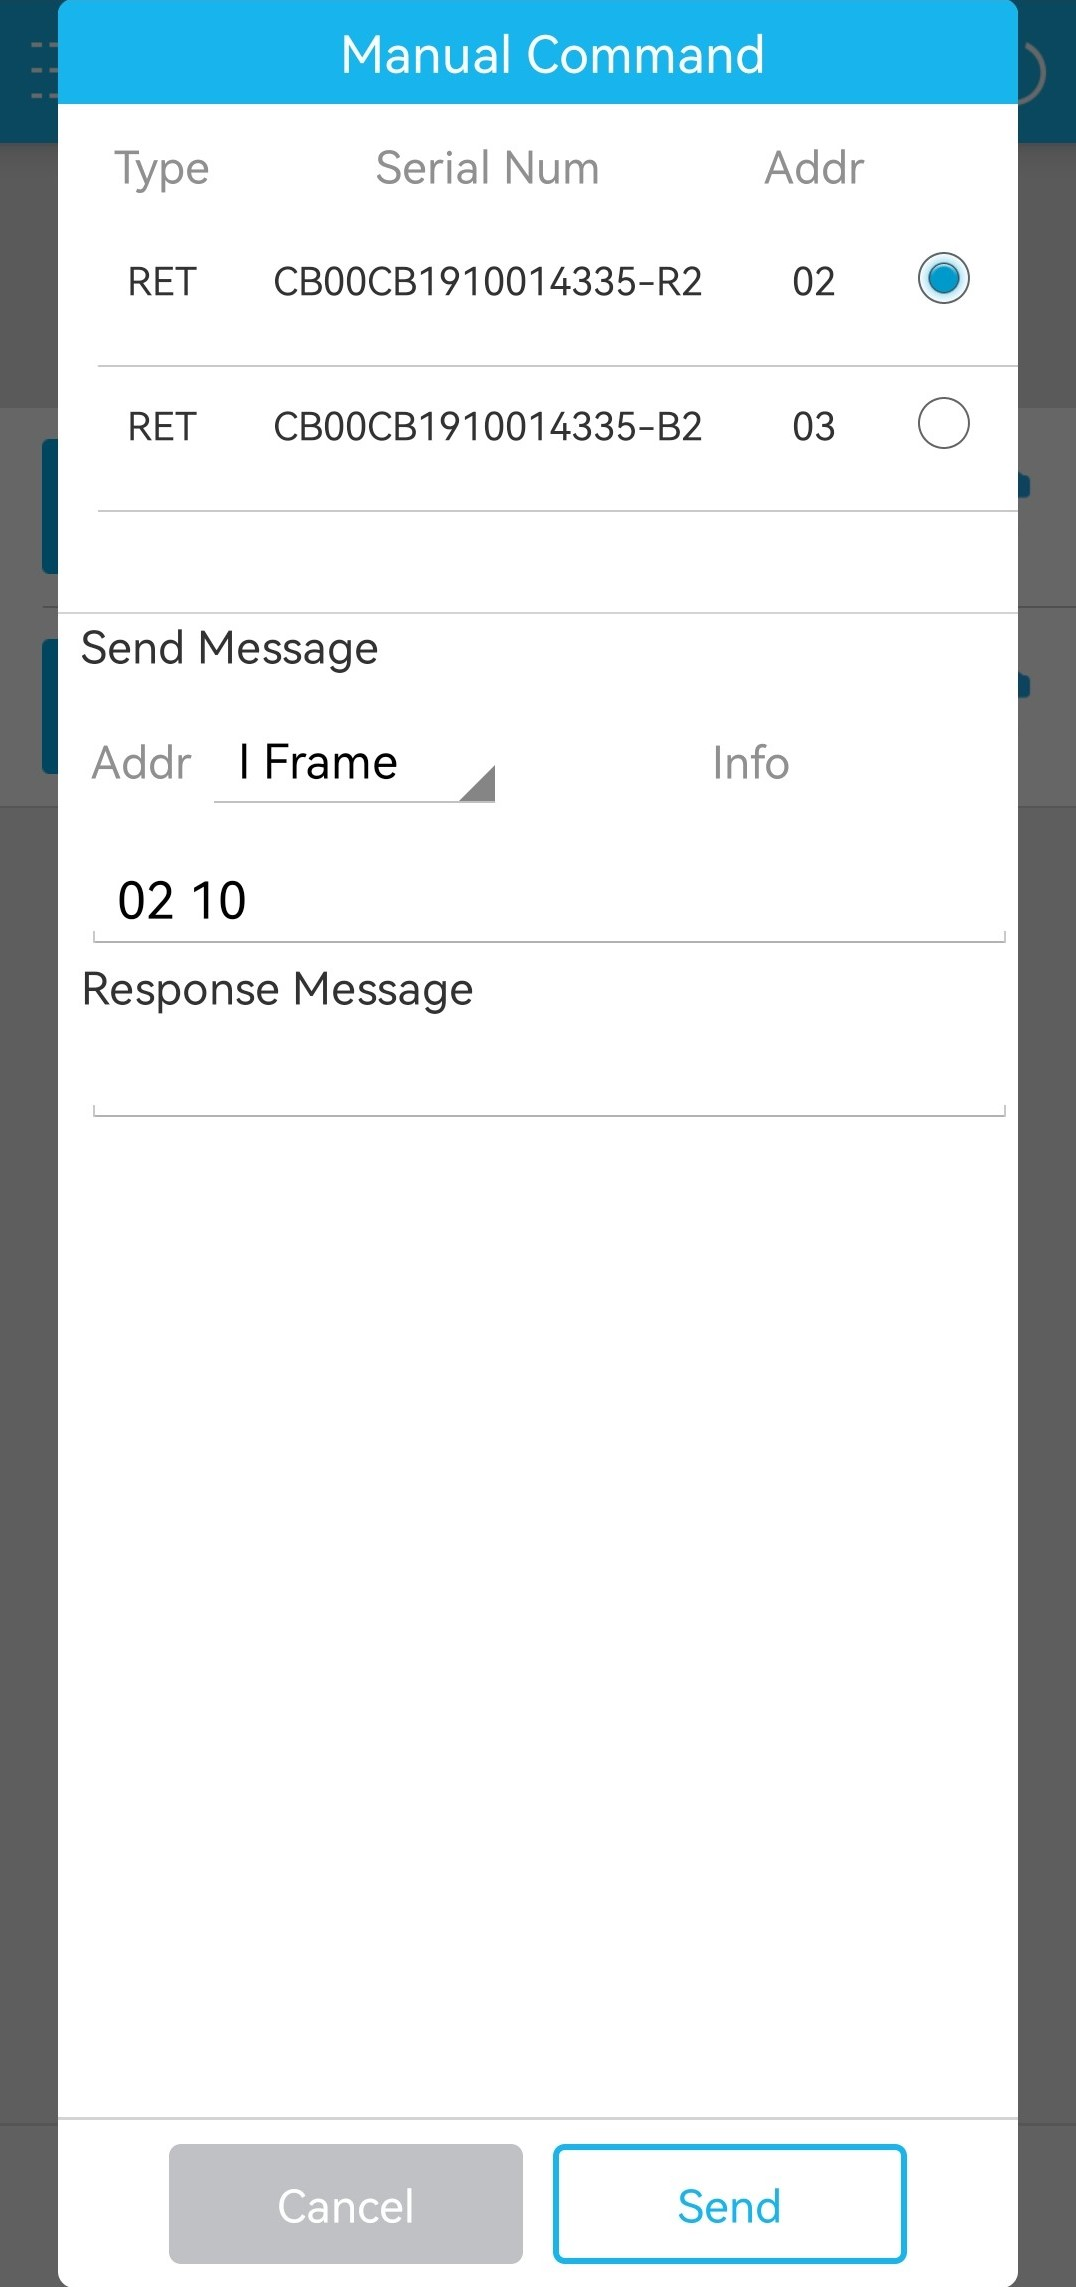 Manual Command
Type Serial Num Addr
RET CB00CB1910014335-R2 02
RET CB00CB1910014335-B2 03
Send Message
Addr I Frame Info
02 10
Response Message
Cancel Send